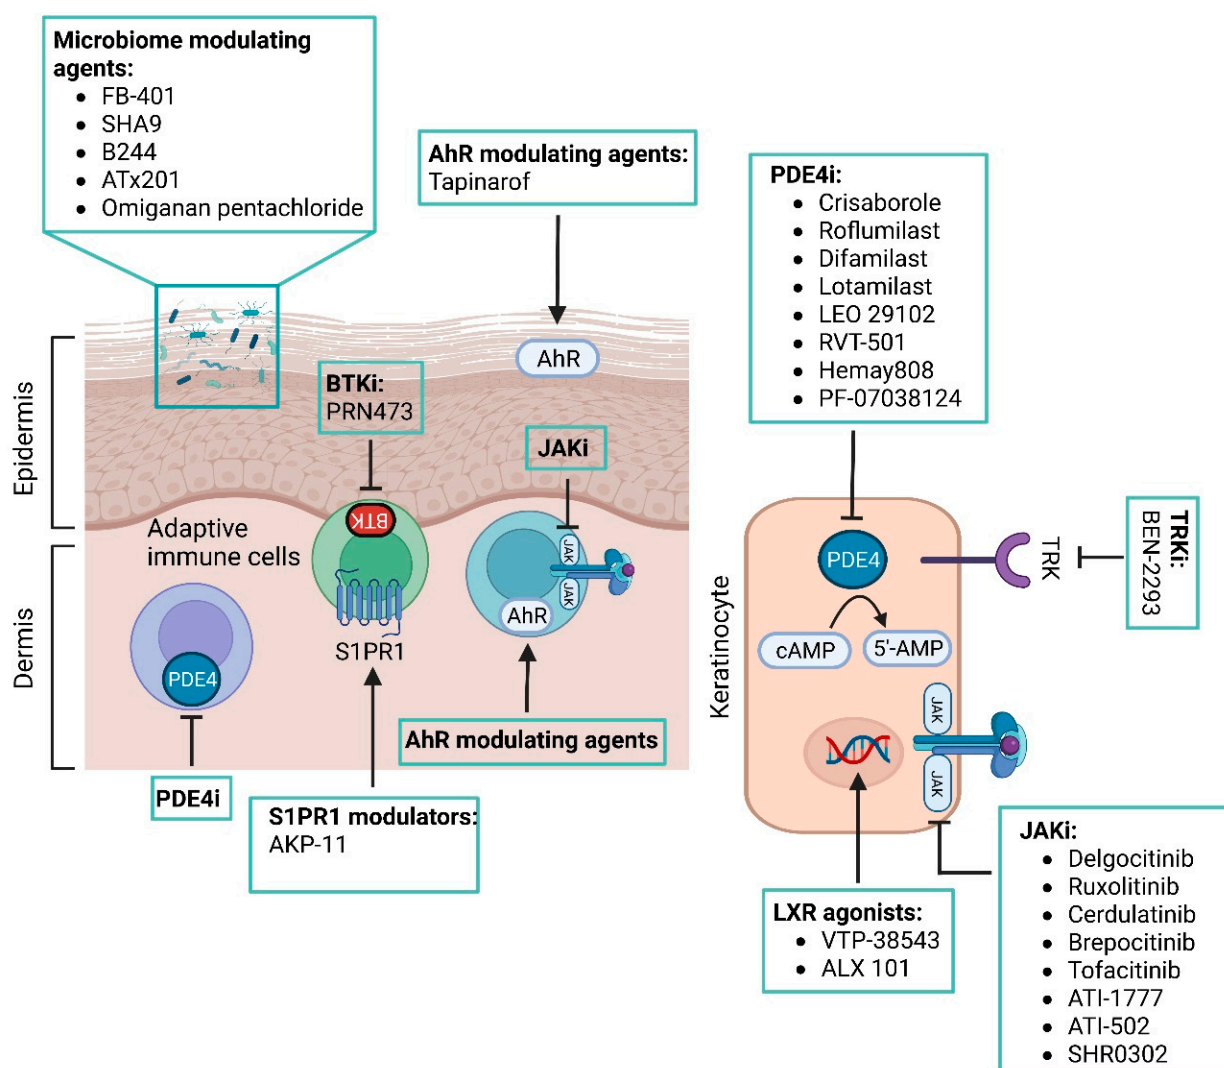 Microbiome modulating
agents:
• FB-401
• SHA9
• B244
• ATx201
• Omiganan pentachloride
AhR modulating agents:
Tapinarof
PDE4i:
• Crisaborole
• Roflumilast
• Difamilast
• Lotamilast
• LEO 29102
• RVT-501
• Hemay808
• PF-07038124
Epidermis
Dermis
AhR
BTKi:
PRN473
JAKi
Adaptive
immune cells
BTK
JAK
JAK
AhR
S1PR1
PDE4
PDE4i
AhR modulating agents
S1PR1 modulators:
AKP-11
Keratinocyte
PDE4
TRK
TRKi:
BEN-2293
cAMP
5'-AMP
JAK
JAK
LXR agonists:
• VTP-38543
• ALX 101
JAKi:
• Delgocitinib
• Ruxolitinib
• Cerdulatinib
• Brepocitinib
• Tofacitinib
• ATI-1777
• ATI-502
• SHR0302